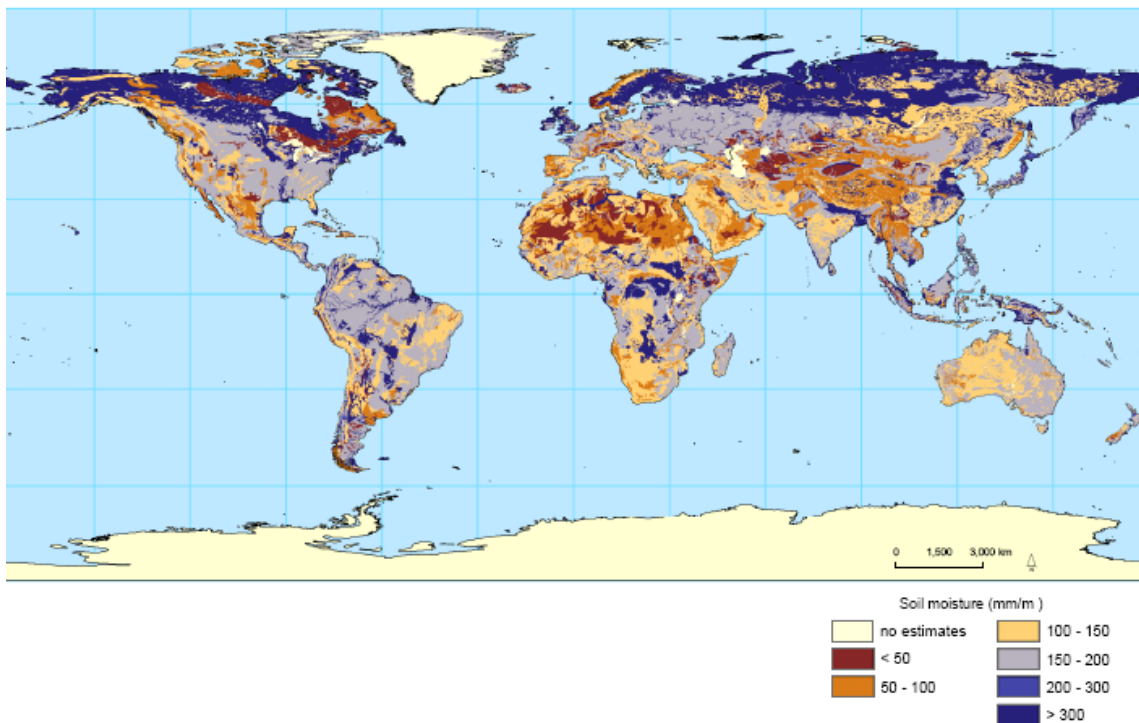 0 1,500 3,000 km
N
Soil moisture (mm/m )
no estimates
< 50
50 - 100
100 - 150
150 - 200
200 - 300
> 300